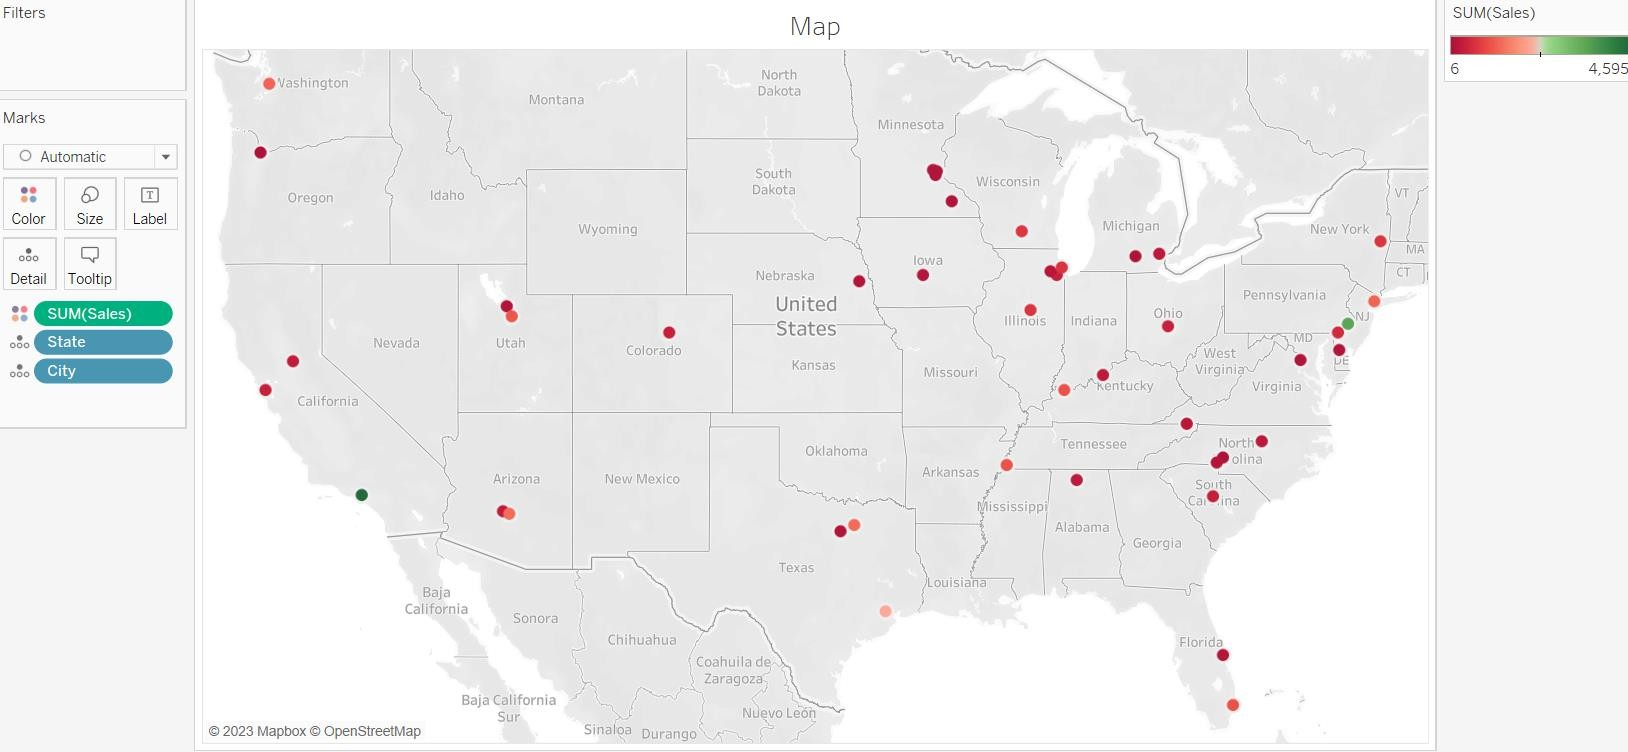 Filters
Map
SUM(Sales)
6
4,595
Marks
Automatic
Color
Size
T
Label
Detail
Tooltip
SUM(Sales)
State
City
Washington
Montana
North
Dakota
Minnesota
Oregon
Idaho
South
Dakota
Wisconsin
VT
Wyoming
Michigan
New York
MA
Iowa
CT
Nebraska
United
States
Pennsylvania
Nevada
Utah
Colorado
Illinois
Indiana
Ohio
NJ
MD
Kansas
Missouri
West
Virginia
DE
Kentucky
Virginia
California
Oklahoma
Tennessee
North
olina
Arizona
New Mexico
Arkansas
South
Ca
ina
Mississippi
Alabama
Georgia
Texas
Louisiana
Baja
California
Sonora
Chihuahua
Florida
Coahuila de
Zaragoza
Baja California
Sur
Sinaloa
Durango
Nuevo León
© 2023 Mapbox © OpenStreetMap